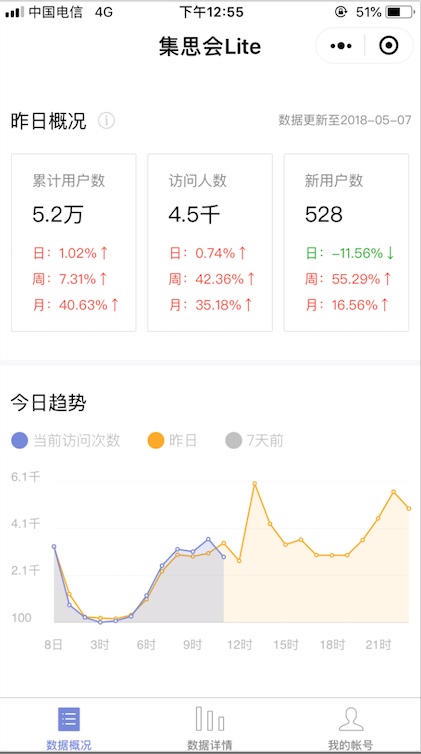 中国电信 4G 下午12:55 51%
集思会Lite
昨日概况 数据更新至2018-05-07
累计用户数 访问人数 新用户数
5.2万 4.5千 528
日：1.02%↑ 日：0.74%↑ 日：-11.56%↓
周：7.31%↑ 周：42.36%↑ 周：55.29%↑
月：40.63%↑ 月：35.18%↑ 月：16.56%↑
今日趋势
当前访问次数 昨日 7天前
6.1千
4.1千
2.1千
100
8日 3时 6时 9时 12时 15时 18时 21时
数据概况 数据详情 我的帐号